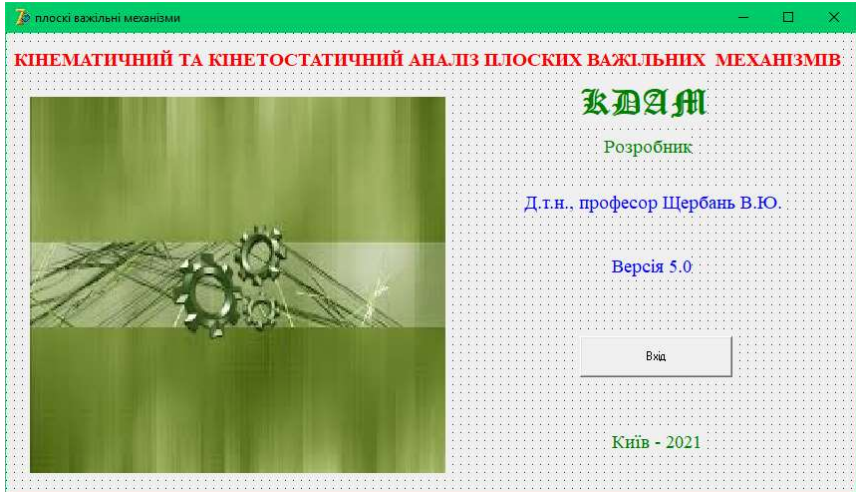 плоскі важільні механізми
КІНЕМАТИЧНИЙ ТА КІНЕТОСТАТИЧНИЙ АНАЛІЗ ПЛОСКИХ ВАЖІЛЬНИХ МЕХАНІЗМІВ
KDAM
Розробник
Д.т.н., професор Щербань В.Ю.
Версія 5.0
Вхід
Київ - 2021